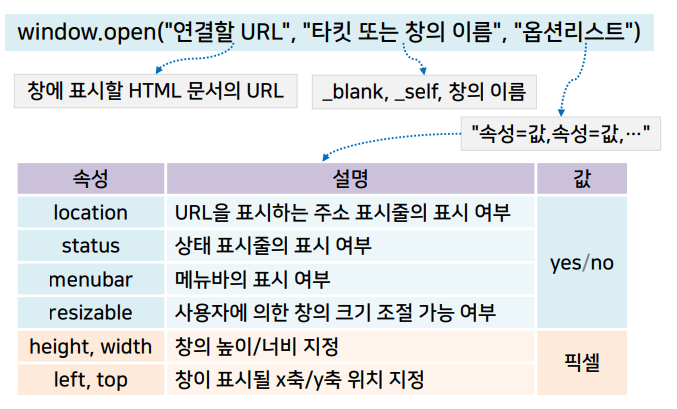 window.open("연결할 URL", "타킷 또는 창의 이름", "옵션리스트")
창에 표시할 HTML 문서의 URL
_blank, _self, 창의 이름
"속성=값,속성=값,…"
속성 설명 값
location URL을 표시하는 주소 표시줄의 표시 여부
status 상태 표시줄의 표시 여부
yes/no
menubar 메뉴바의 표시 여부
resizable 사용자에 의한 창의 크기 조절 가능 여부
height, width 창의 높이/너비 지정
픽셀
left, top 창이 표시될 x축/y축 위치 지정